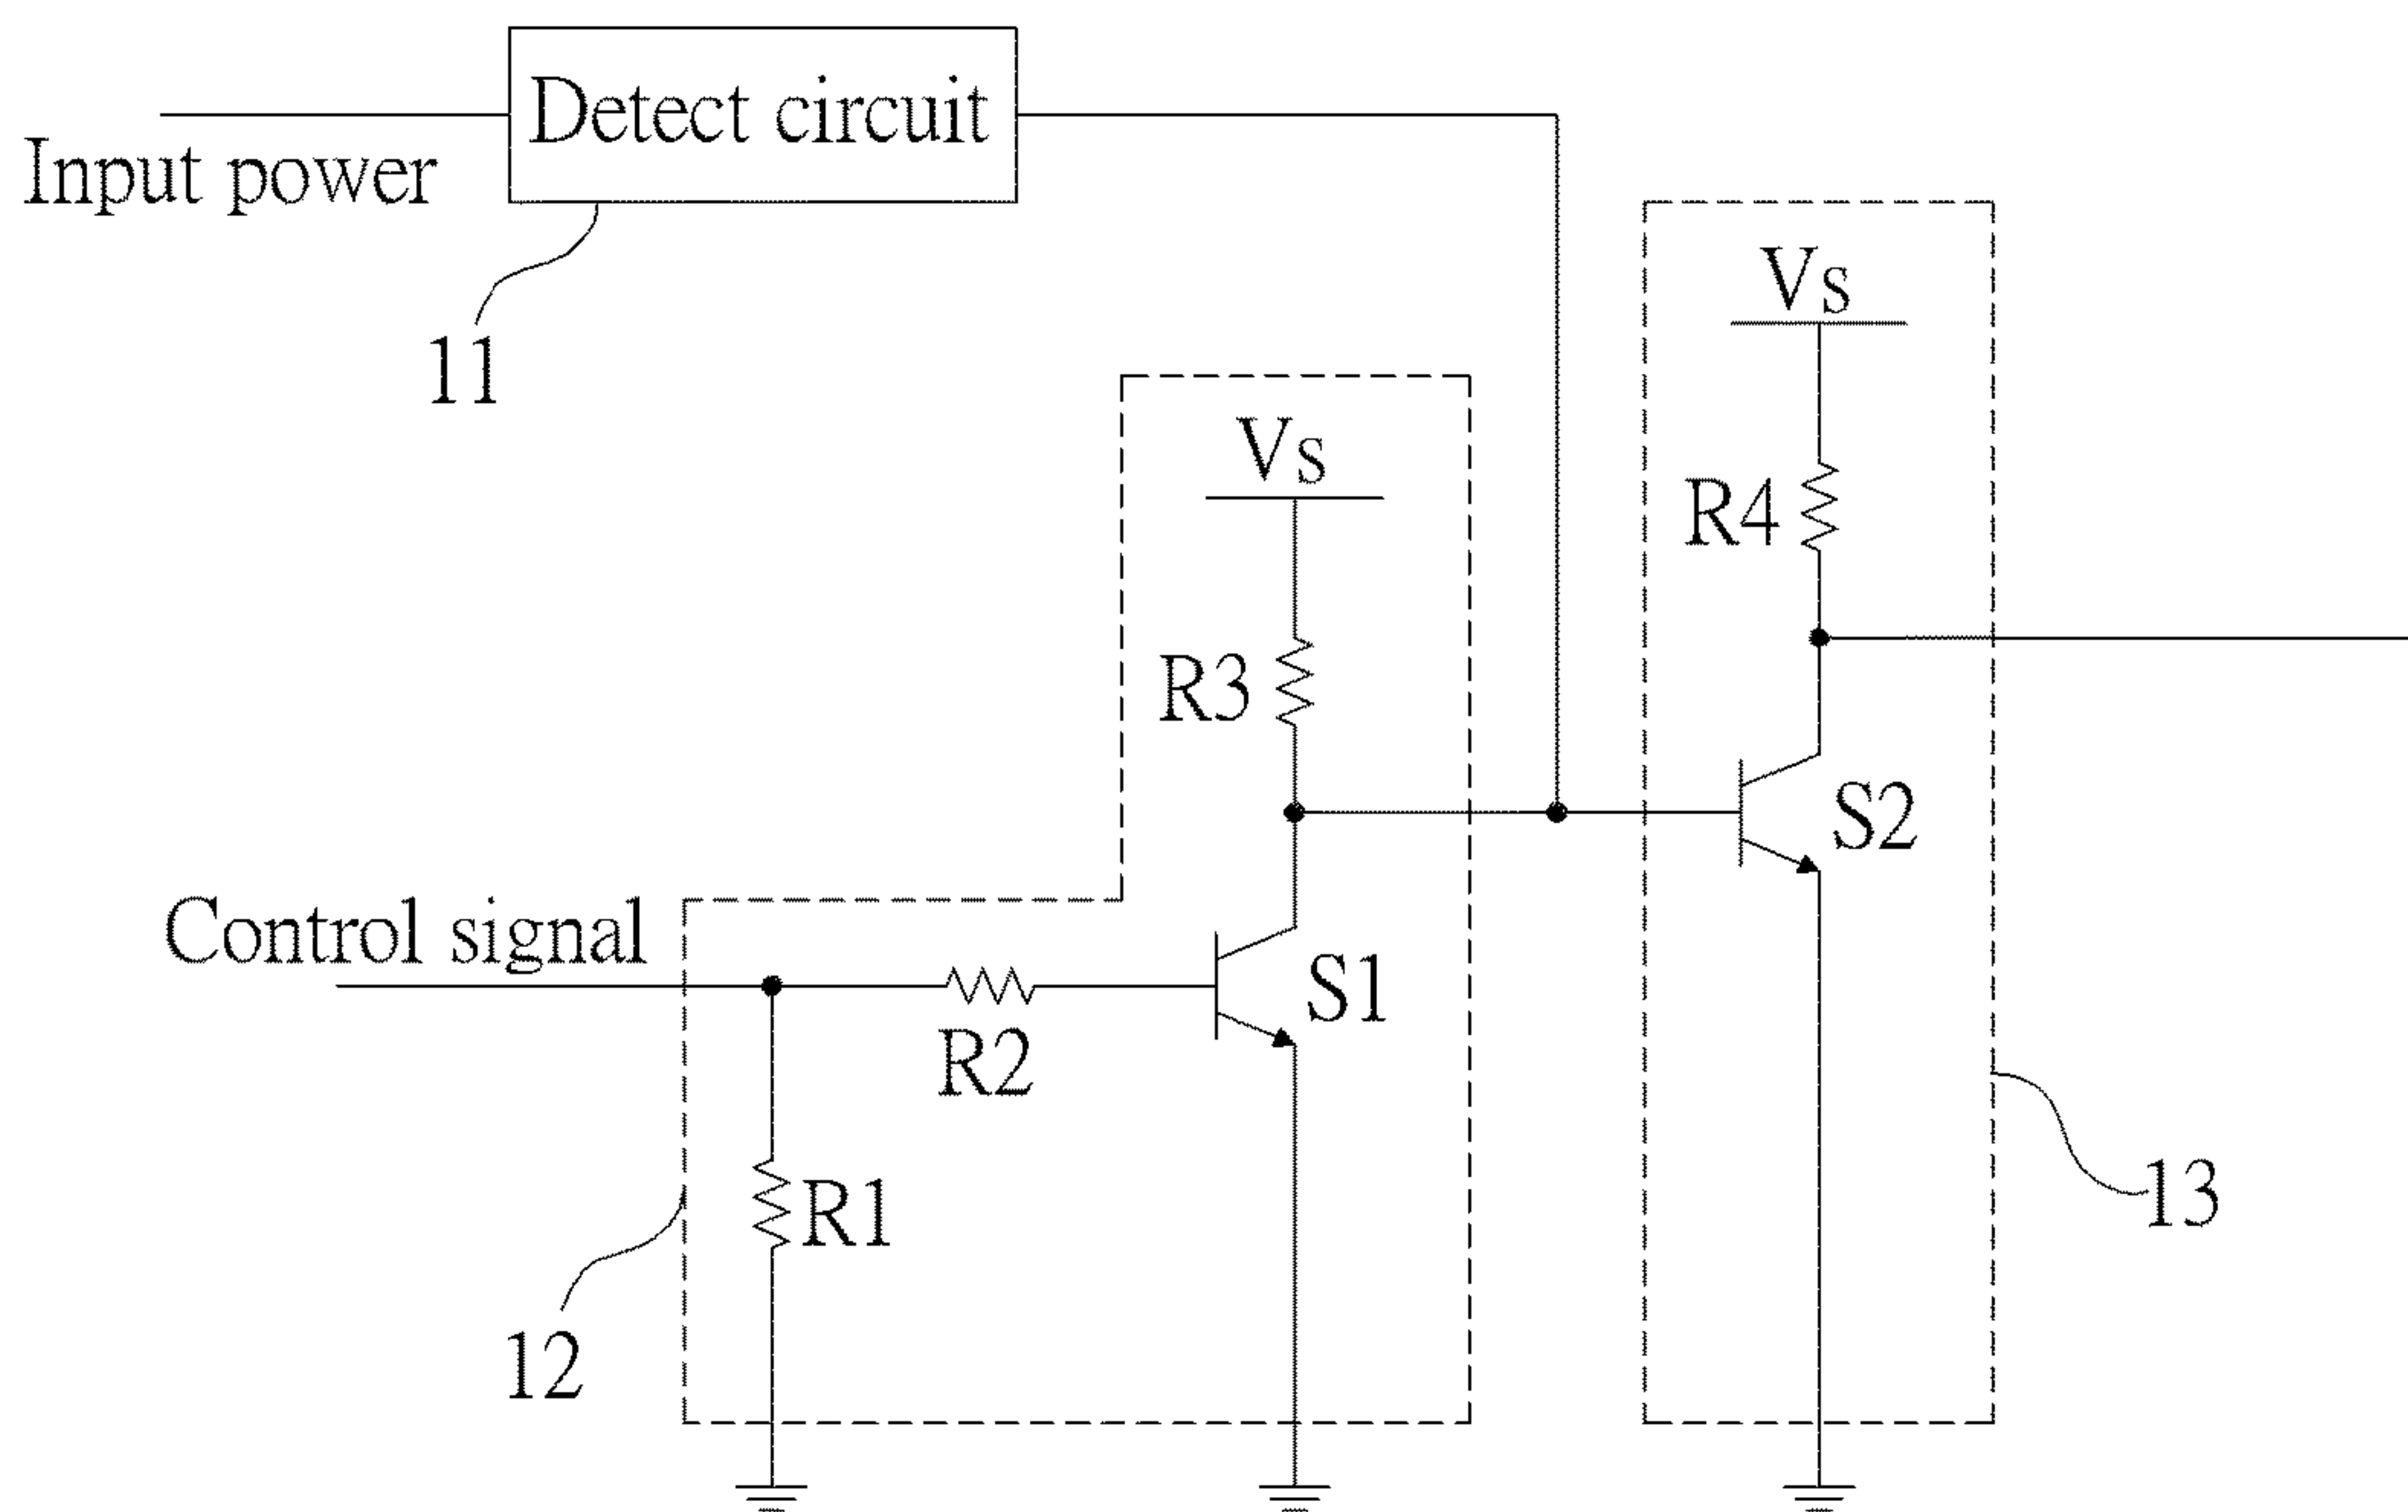 Detect circuit
Input power
11
Vs
R4
Vs
R3
S2
Control signal
S1
R2
R1
13
12